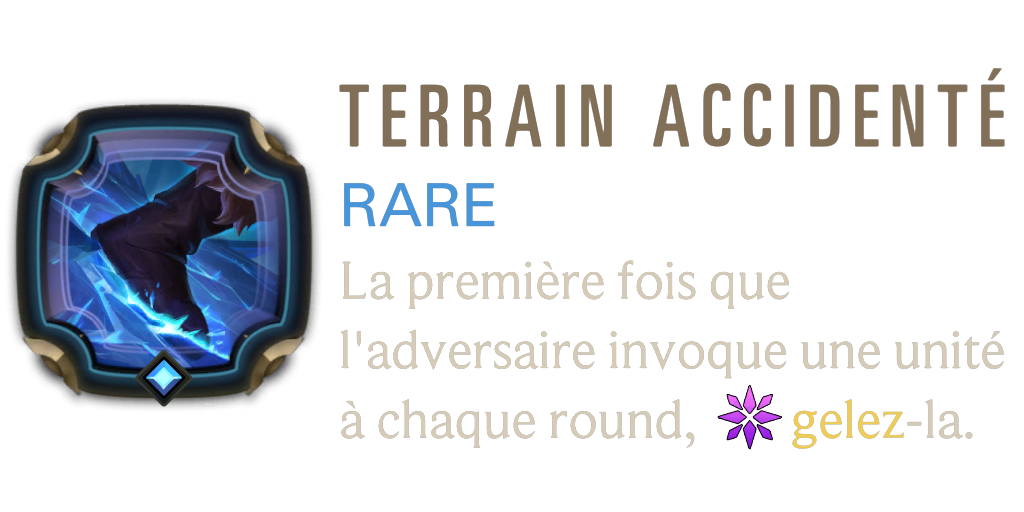 TERRAIN ACCIDENTÉ
RARE
La première fois que
l'adversaire invoque une unité
à chaque round, gelez-la.